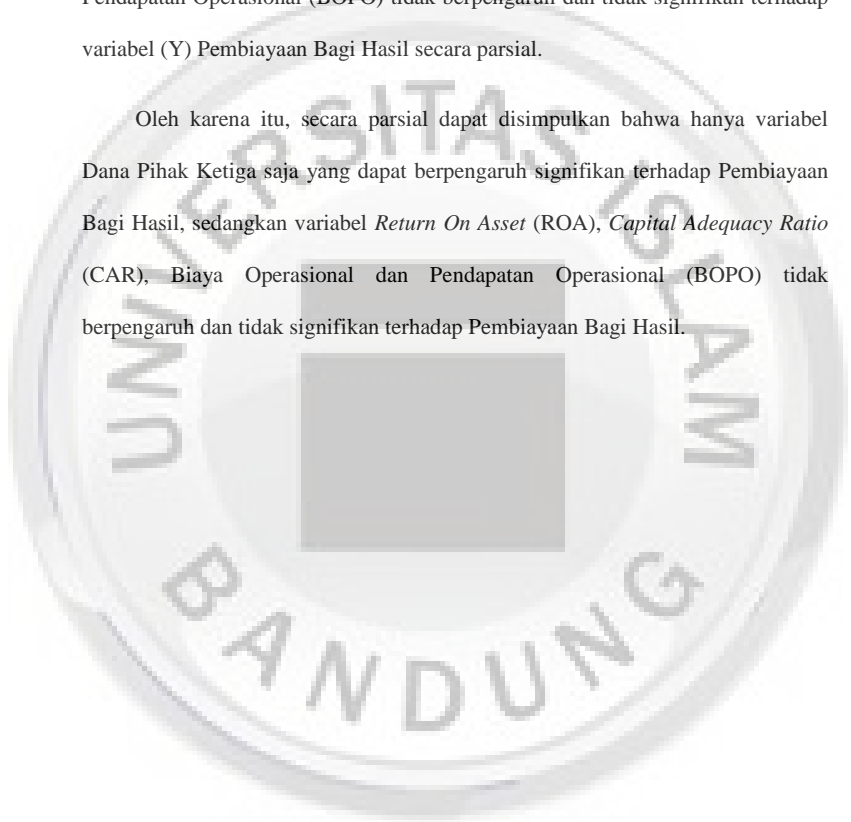 Pendapatan Operasional (BOPO) tidak berpengaruh dan tidak signifikan terhadap
variabel (Y) Pembiayaan Bagi Hasil secara parsial.
Oleh karena itu, secara parsial dapat disimpulkan bahwa hanya variabel
Dana Pihak Ketiga saja yang dapat berpengaruh signifikan terhadap Pembiayaan
Bagi Hasil, sedangkan variabel Return On Asset (ROA), Capital Adequacy Ratio
(CAR), Biaya Operasional dan Pendapatan Operasional (BOPO) tidak
berpengaruh dan tidak signifikan terhadap Pembiayaan Bagi Hasil.
UNIVERSITAS ISLAM
BANDUNG